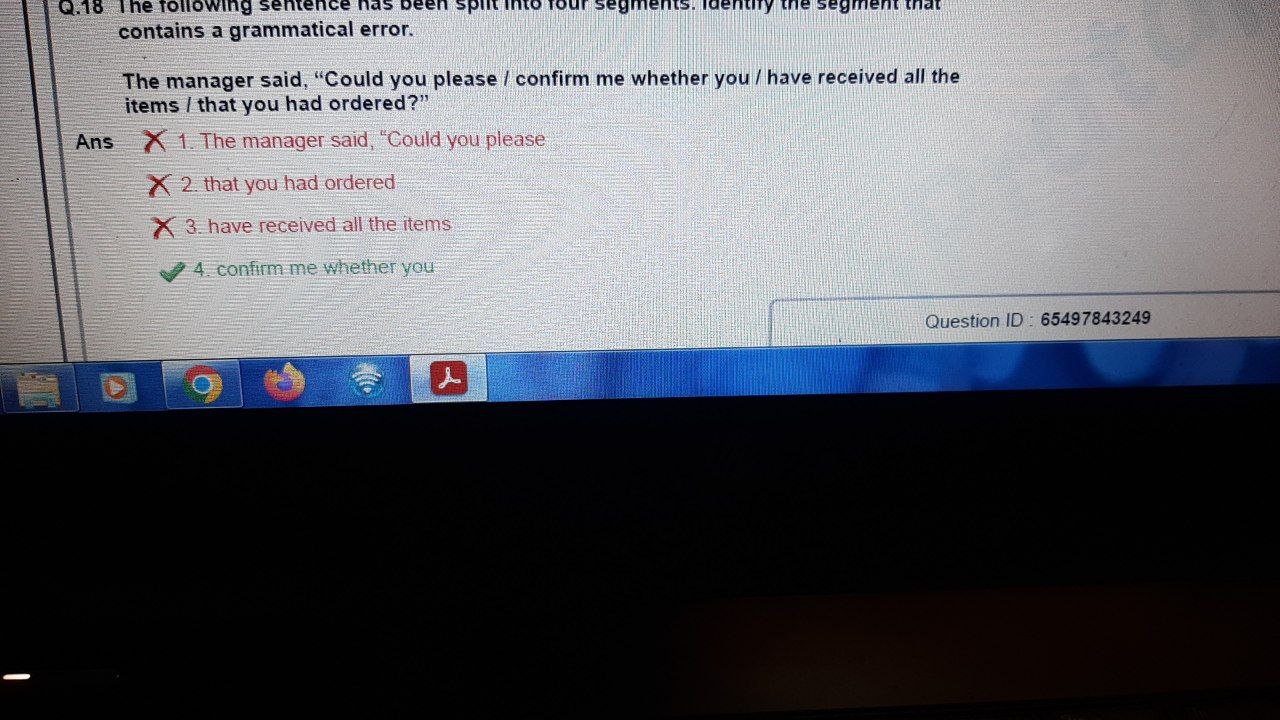 Q.18 The following sentence has been split into four segments. Identify the segment that
contains a grammatical error.
The manager said, “Could you please / confirm me whether you / have received all the
items / that you had ordered?”
Ans 1. The manager said, “Could you please
2. that you had ordered
3. have received all the items
4. confirm me whether you
Question ID : 65497843249